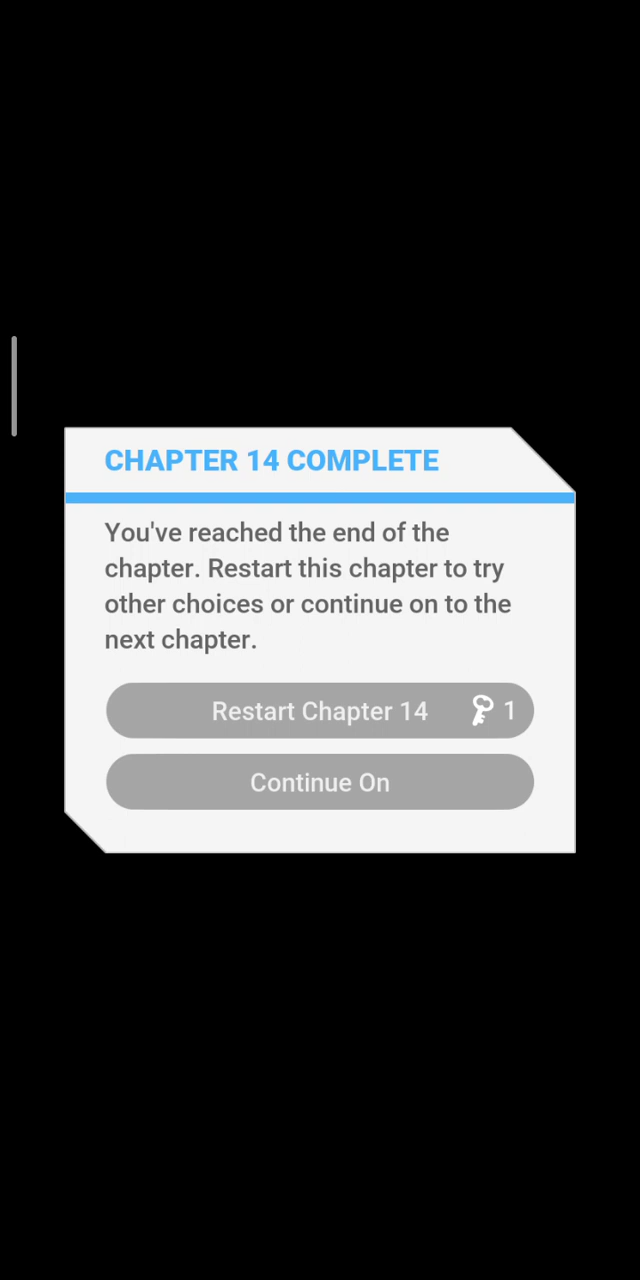 CHAPTER 14 COMPLETE
You've reached the end of the
chapter. Restart this chapter to try
other choices or continue on to the
next chapter.
Restart Chapter 14 1
Continue On